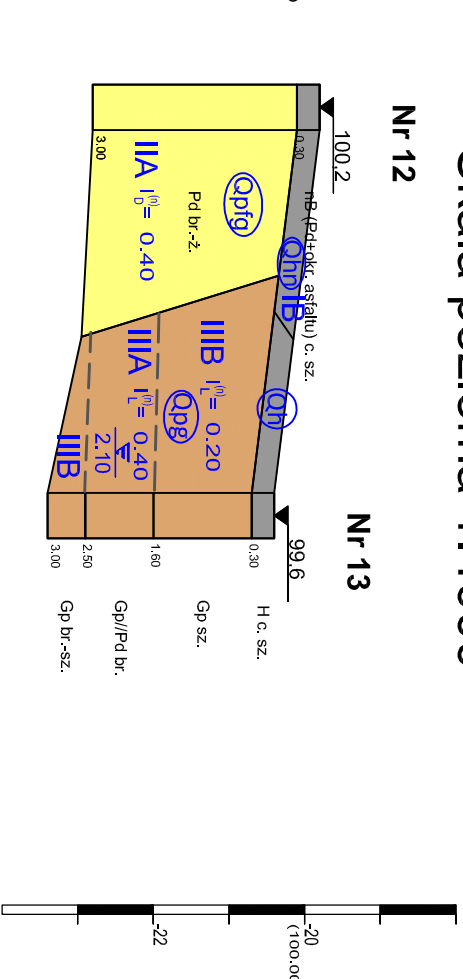 Nr 12
100,2
0.30
3.00
nB (Pd+okr. asfaltu) c. sz.
Qhn IB
Qh
Qpfg
Pd br.-ż.
IIA I_D^(n) = 0.40
IIIB I_L^(n) = 0.20
Qpg
IIIA I_L^(n) = 0.40
2.10
IIIB
Nr 13
99,6
0.30
1.60
2.50
3.00
H c. sz.
Gp sz.
Gp//Pd br.
Gp br.-sz.
-20
-22